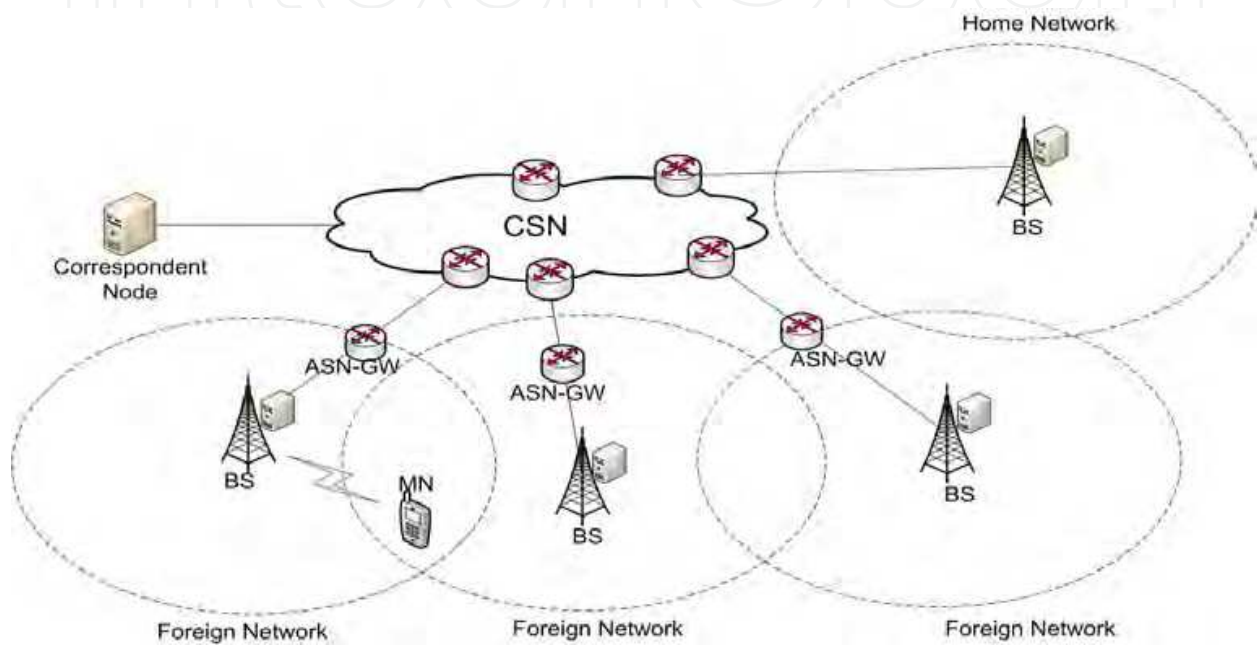 Home Network
BS
CSN
Correspondent
Node
ASN-GW
ASN-GW
ASN-GW
BS
MN
BS
BS
Foreign Network
Foreign Network
Foreign Network